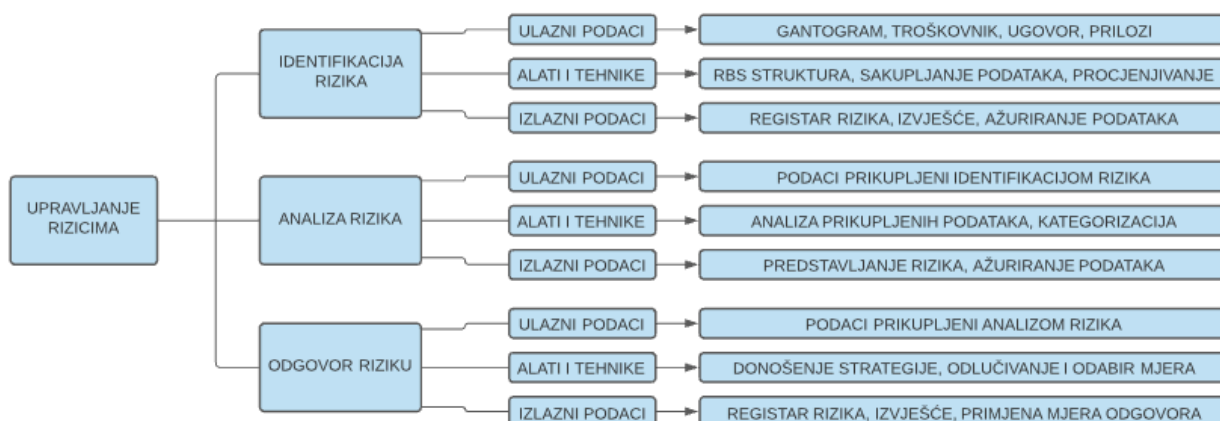 UPRAVLJANJE
RIZICIMA
IDENTIFIKACIJA
RIZIKA
ULAZNI PODACI
GANTOGRAM, TROŠKOVNIK, UGOVOR, PRILOZI
ALATI I TEHNIKE
RBS STRUKTURA, SAKUPLJANJE PODATAKA, PROCJENJIVANJE
IZLAZNI PODACI
REGISTAR RIZIKA, IZVJEŠĆE, AŽURIRANJE PODATAKA
ANALIZA RIZIKA
ULAZNI PODACI
PODACI PRIKUPLJENI IDENTIFIKACIJOM RIZIKA
ALATI I TEHNIKE
ANALIZA PRIKUPLJENIH PODATAKA, KATEGORIZACIJA
IZLAZNI PODACI
PREDSTAVLJANJE RIZIKA, AŽURIRANJE PODATAKA
ODGOVOR RIZIKU
ULAZNI PODACI
PODACI PRIKUPLJENI ANALIZOM RIZIKA
ALATI I TEHNIKE
DONOŠENJE STRATEGIJE, ODLUČIVANJE I ODABIR MJERA
IZLAZNI PODACI
REGISTAR RIZIKA, IZVJEŠĆE, PRIMJENA MJERA ODGOVORA